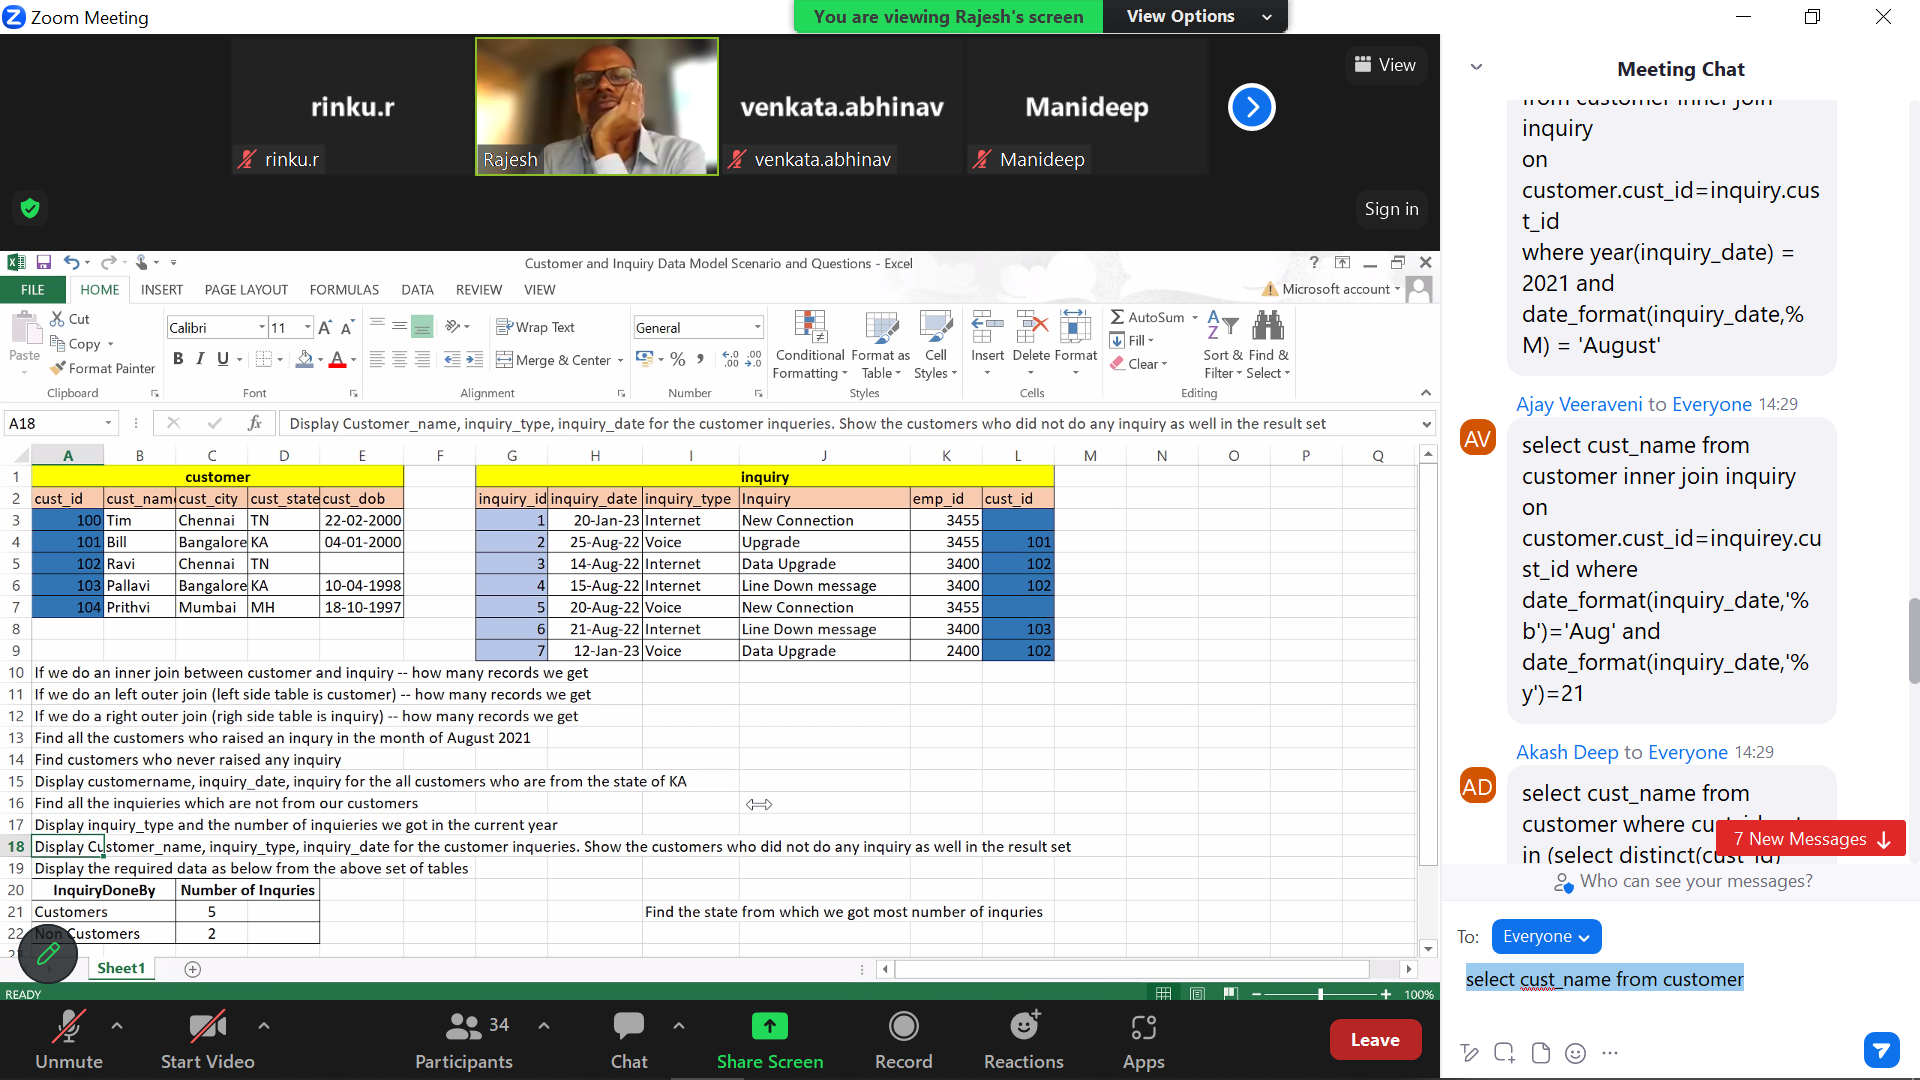 Zoom Meeting
You are viewing Rajesh's screen
View Options
rinku.r
rinku.r
Rajesh
venkata.abhinav
venkata.abhinav
Manideep
Manideep
View
Sign in
Customer and Inquiry Data Model Scenario and Questions - Excel
FILE HOME INSERT PAGE LAYOUT FORMULAS DATA REVIEW VIEW
Microsoft account
Paste
Cut
Copy
Format Painter
Clipboard
Calibri 11
B I U
Font
Wrap Text
Merge & Center
Alignment
General
Number
Conditional Formatting
Format as Table
Cell Styles
Styles
Insert Delete Format
Cells
AutoSum
Fill
Clear
Sort & Filter
Find & Select
Editing
A18
fx
Display Customer_name, inquiry_type, inquiry_date for the customer inqueries. Show the customers who did not do any inquiry as well in the result set
A B C D E F G H I J K L M N O P Q
1 customer inquiry
2 cust_id cust_nam cust_city cust_state cust_dob inquiry_id inquiry_date inquiry_type Inquiry emp_id cust_id
3 100 Tim Chennai TN 22-02-2000 1 20-Jan-23 Internet New Connection 3455
4 101 Bill Bangalore KA 04-01-2000 2 25-Aug-22 Voice Upgrade 3455 101
5 102 Ravi Chennai TN 3 14-Aug-22 Internet Data Upgrade 3400 102
6 103 Pallavi Bangalore KA 10-04-1998 4 15-Aug-22 Internet Line Down message 3400 102
7 104 Prithvi Mumbai MH 18-10-1997 5 20-Aug-22 Voice New Connection 3455
8 6 21-Aug-22 Internet Line Down message 3400 103
9 7 12-Jan-23 Voice Data Upgrade 2400 102
10 If we do an inner join between customer and inquiry -- how many records we get
11 If we do an left outer join (left side table is customer) -- how many records we get
12 If we do a right outer join (righ side table is inquiry) -- how many records we get
13 Find all the customers who raised an inqury in the month of August 2021
14 Find customers who never raised any inquiry
15 Display customername, inquiry_date, inquiry for the all customers who are from the state of KA
16 Find all the inquieries which are not from our customers
17 Display inquiry_type and the number of inquieries we got in the current year
18 Display Customer_name, inquiry_type, inquiry_date for the customer inqueries. Show the customers who did not do any inquiry as well in the result set
19 Display the required data as below from the above set of tables
20 InquiryDoneBy Number of Inquries
21 Customers 5 Find the state from which we got most number of inquries
22 Non Customers 2
Sheet1
READY
100%
Unmute
Start Video
34
Participants
Chat
Share Screen
Record
Reactions
Apps
Leave
Meeting Chat
from customer inner join
inquiry
on
customer.cust_id=inquiry.cus
t_id
where year(inquiry_date) =
2021 and
date_format(inquiry_date,%
M) = 'August'
Ajay Veeraveni to Everyone 14:29
AV
select cust_name from
customer inner join inquiry
on
customer.cust_id=inquirey.cu
st_id where
date_format(inquiry_date,'%
b')='Aug' and
date_format(inquiry_date,'%
y')=21
Akash Deep to Everyone 14:29
AD
select cust_name from
customer where
in (select distinct(cust_id)
7 New Messages
Who can see your messages?
To: Everyone
select cust_name from customer